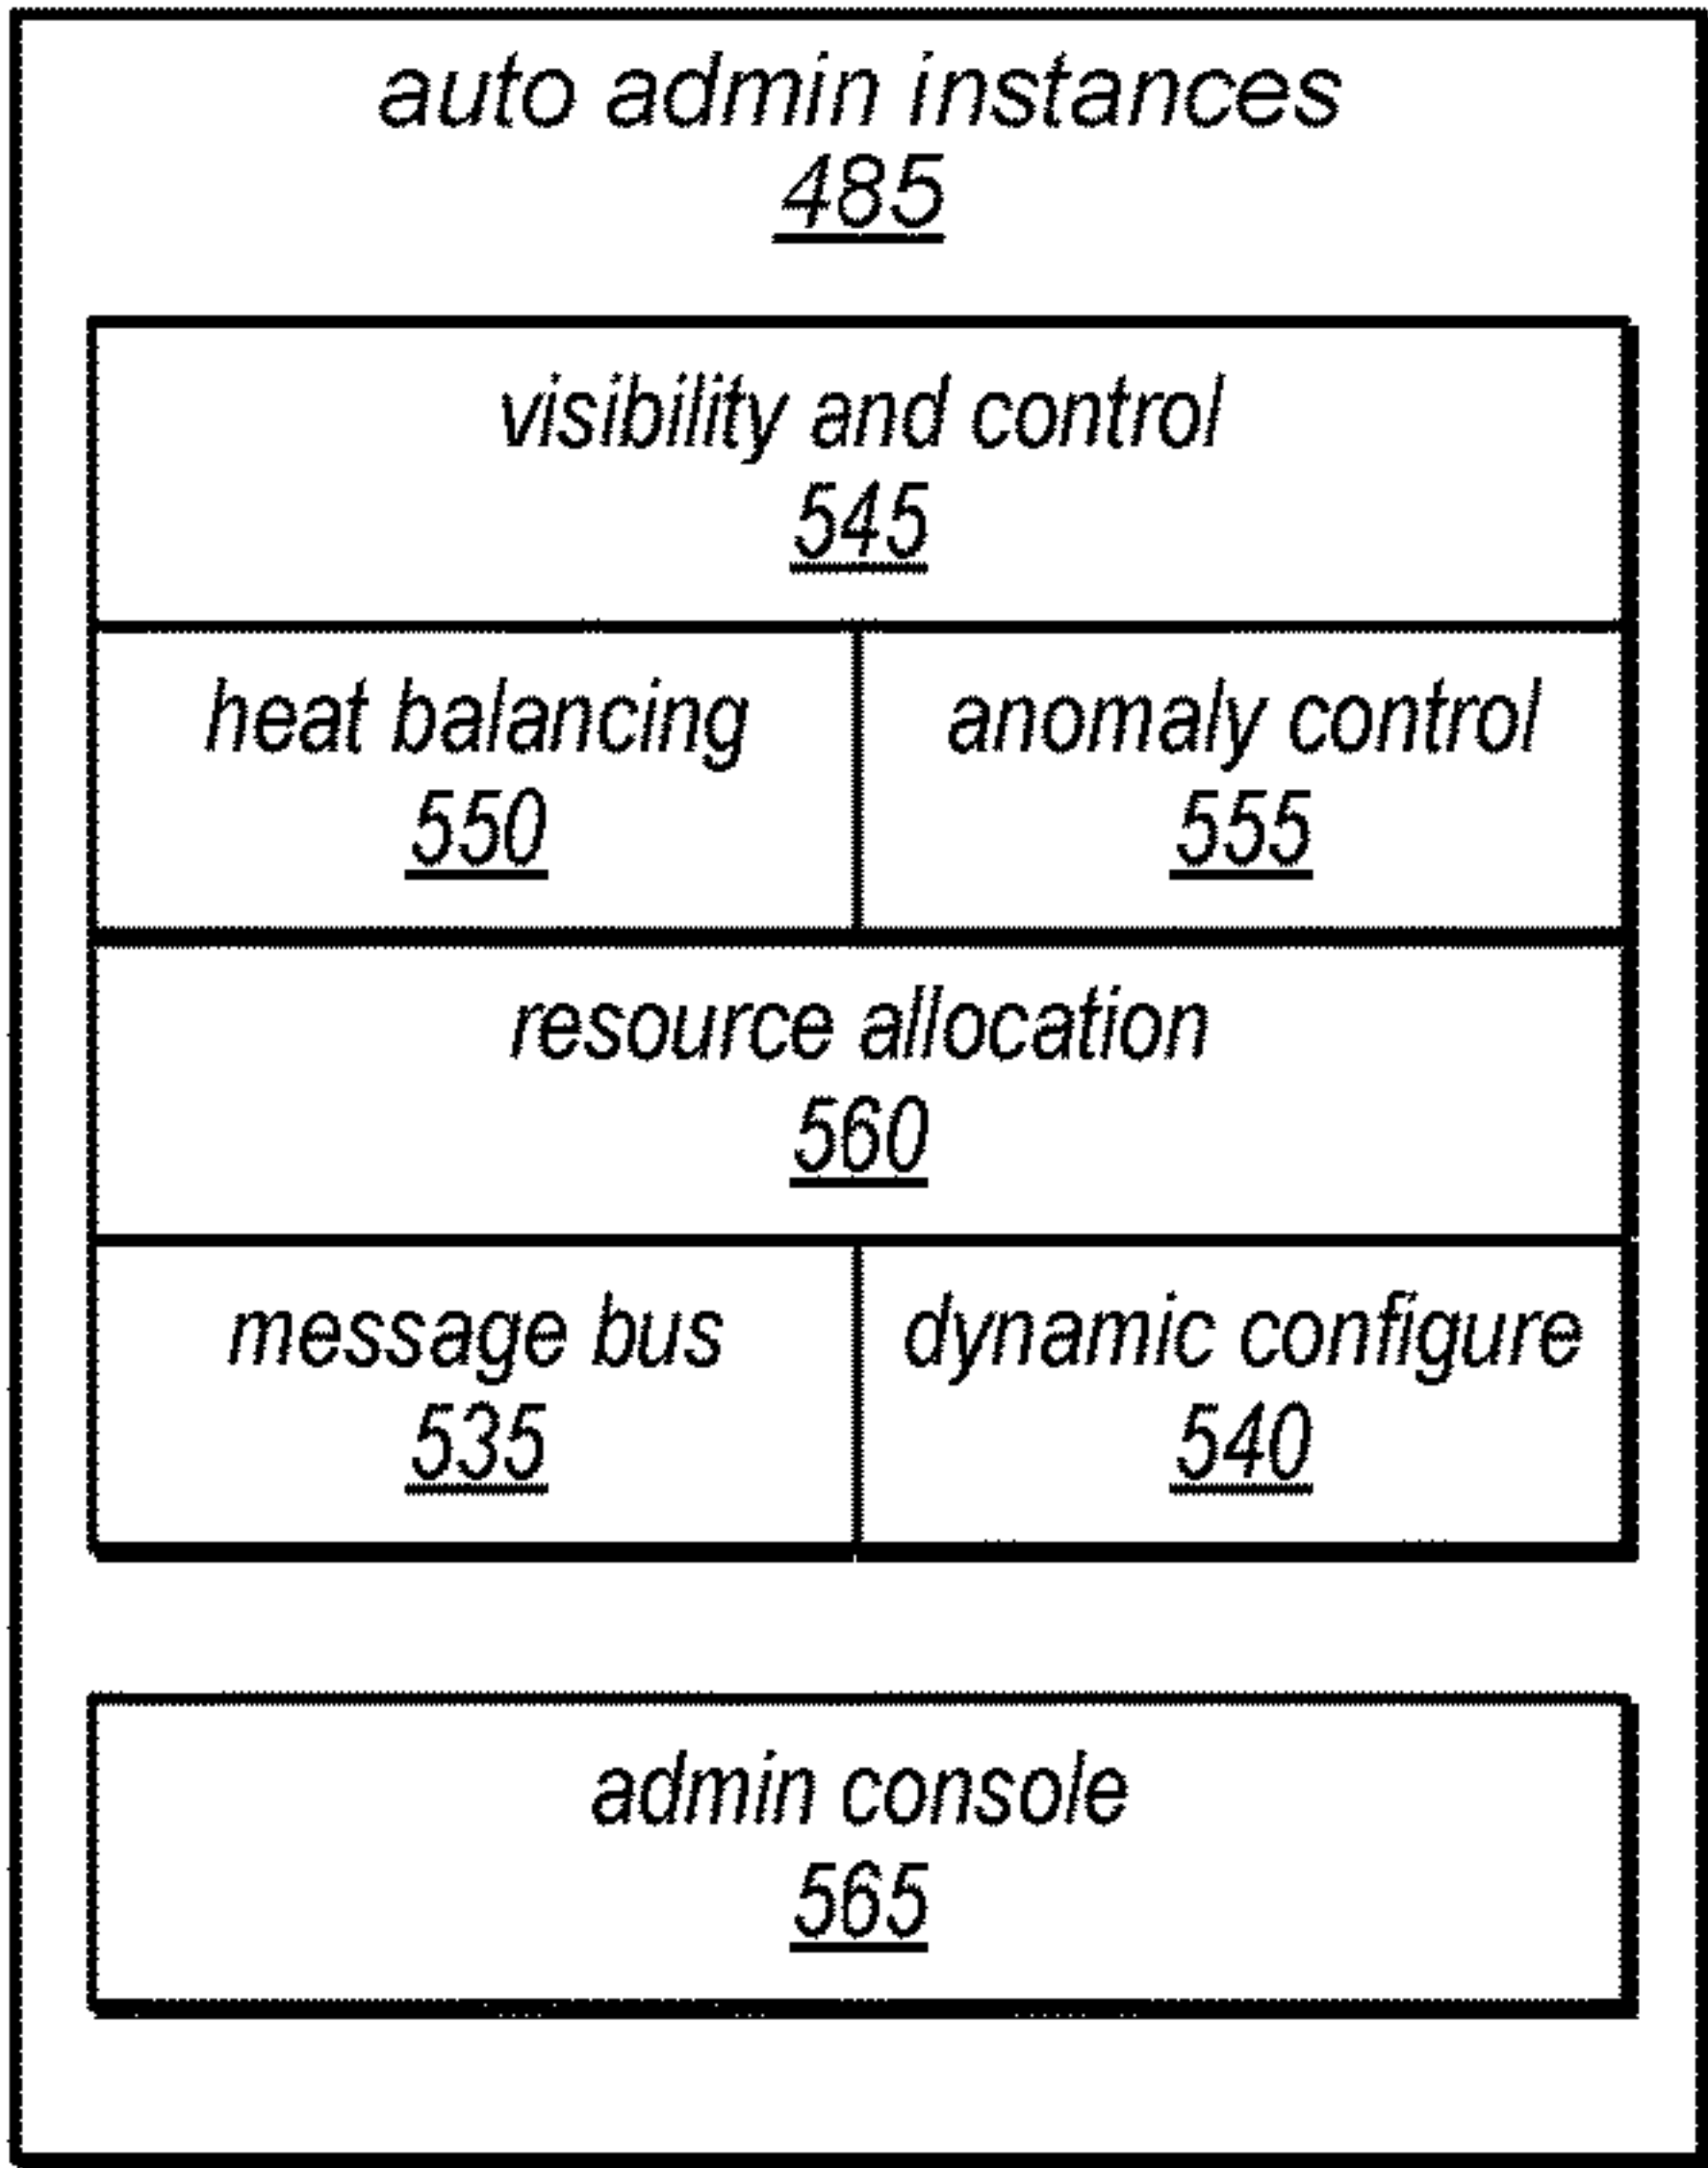 auto admin instances
485
visibility and control
545
heat balancing
550
anomaly control
555
resource allocation
560
message bus
535
dynamic configure
540
admin console
565